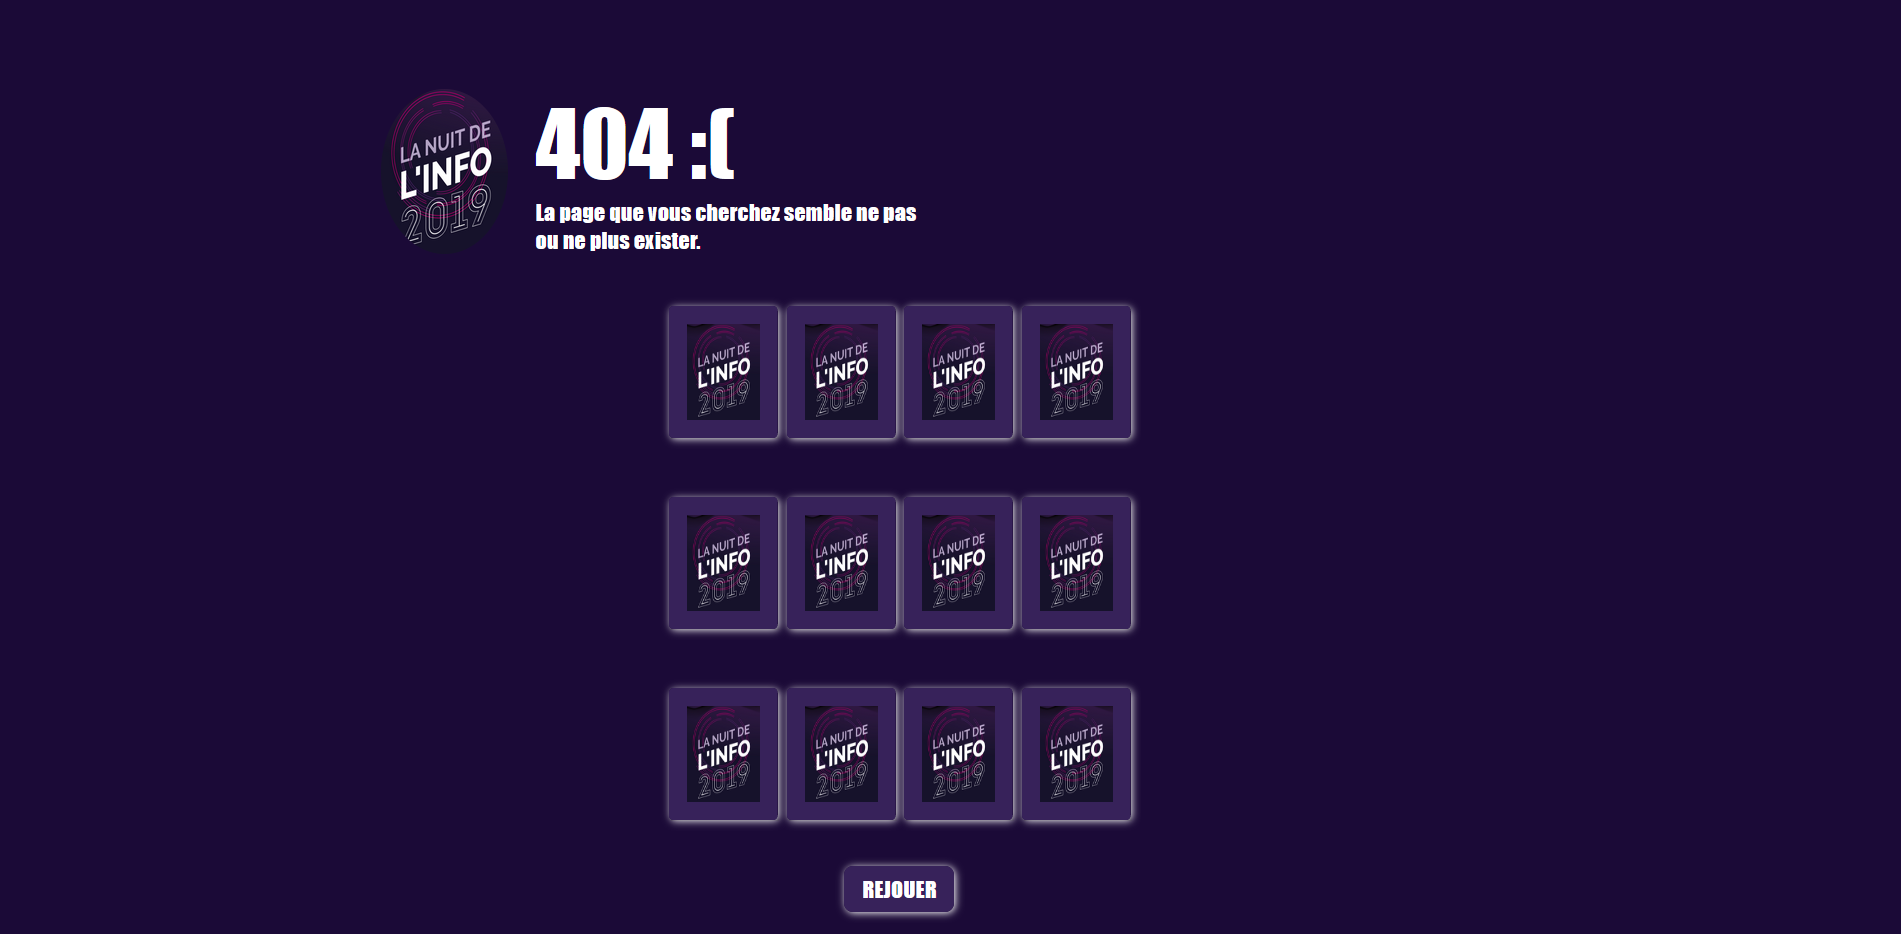 LA NUIT DE
L'INFO
2019
404 :(
La page que vous cherchez semble ne pas
ou ne plus exister.
LA NUIT DE LA NUIT DE LA NUIT DE LA NUIT DE
L'INFO L'INFO L'INFO L'INFO
2019 2019 2019 2019
LA NUIT DE LA NUIT DE LA NUIT DE LA NUIT DE
L'INFO L'INFO L'INFO L'INFO
2019 2019 2019 2019
LA NUIT DE LA NUIT DE LA NUIT DE LA NUIT DE
L'INFO L'INFO L'INFO L'INFO
2019 2019 2019 2019
REJOUER